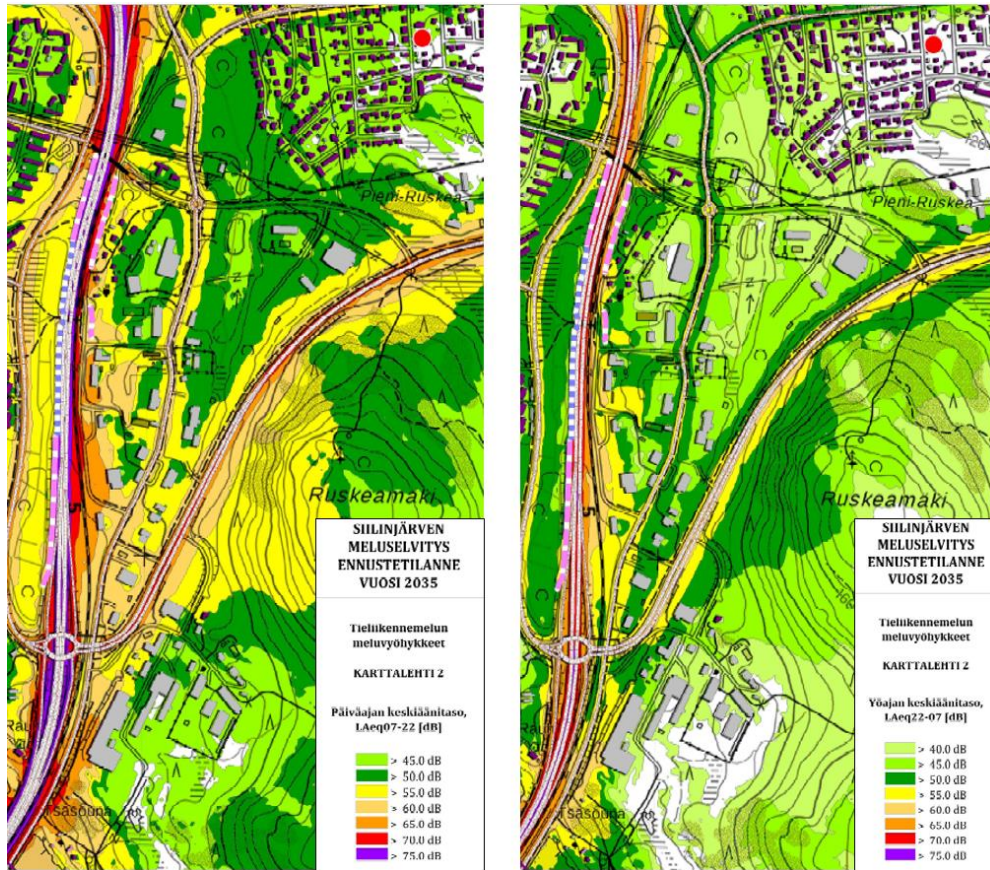 Pieni-Ruskea
Ruskeamäki
5
Tsasouna
SIILINJÄRVEN
MELUSELVITYS
ENNUSTETILANNE
VUOSI 2035
Tieliikennemelun
meluvyöhykkeet
KARTTALEHTI 2
Päiväajan keskiäänitaso,
LAeq07-22 [dB]
> 45.0 dB
> 50.0 dB
> 55.0 dB
> 60.0 dB
> 65.0 dB
> 70.0 dB
> 75.0 dB
Pieni-Ruskea
Ruskeamäki
Tsasouna
SIILINJÄRVEN
MELUSELVITYS
ENNUSTETILANNE
VUOSI 2035
Tieliikennemelun
meluvyöhykkeet
KARTTALEHTI 2
Yöajan keskiäänitaso,
LAeq22-07 [dB]
> 40.0 dB
> 45.0 dB
> 50.0 dB
> 55.0 dB
> 60.0 dB
> 65.0 dB
> 70.0 dB
> 75.0 dB